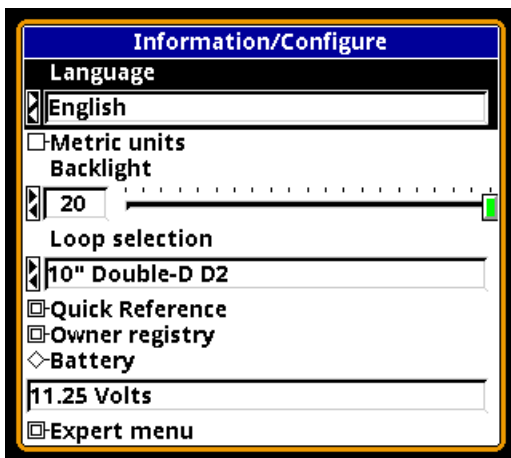 Information/Configure
Language
English
Metric units
Backlight
20
Loop selection
10" Double-D D2
Quick Reference
Owner registry
Battery
11.25 Volts
Expert menu